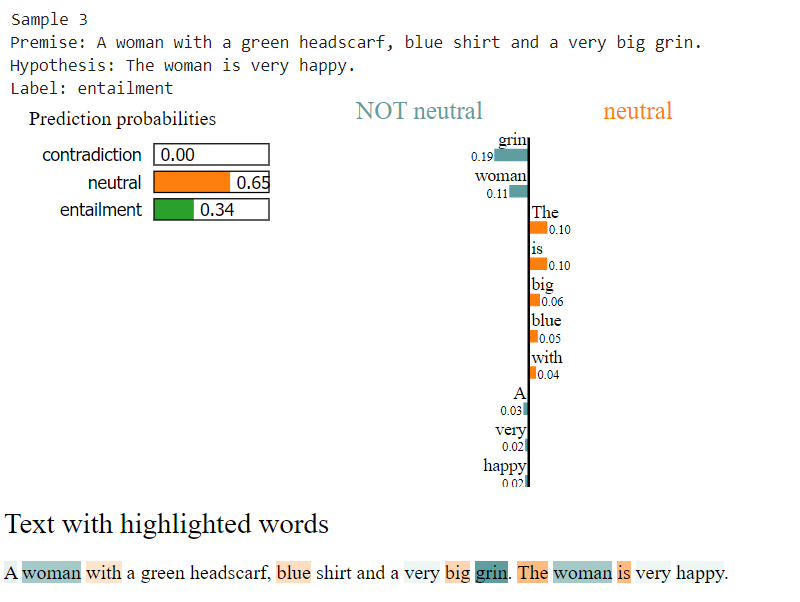 Sample 3
Premise: A woman with a green headscarf, blue shirt and a very big grin.
Hypothesis: The woman is very happy.
Label: entailment
Prediction probabilities
contradiction 0.00
neutral 0.65
entailment 0.34
NOT neutral neutral
grin
0.19
woman
0.11
The
0.10
is
0.10
big
0.06
blue
0.05
with
0.04
A
0.03
very
0.02
happy
0.02
Text with highlighted words
A woman with a green headscarf, blue shirt and a very big grin. The woman is very happy.